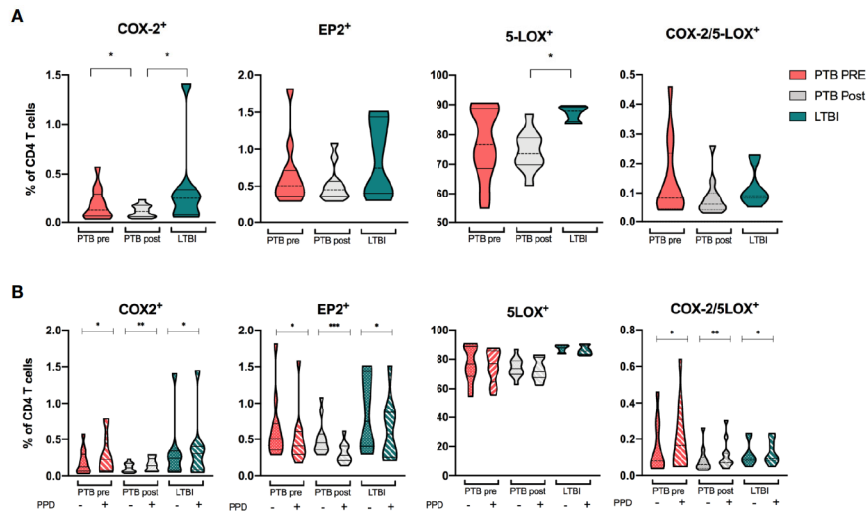 A
COX-2+ EP2+ 5-LOX+ COX-2/5-LOX+
* * *
PTB PRE
PTB Post
LTBI
% of CD4 T cells
1.5 1.0 0.5 0.0
2.0 1.5 1.0 0.5 0.0
100 90 80 70 60 50
0.5 0.4 0.3 0.2 0.1 0.0
PTB pre PTB post LTBI PTB pre PTB post LTBI PTB pre PTB post LTBI PTB pre PTB post LTBI
B
COX2+ EP2+ 5LOX+ COX-2/5LOX+
* ** * * *** * * ** *
% of CD4 T cells
2.0 1.5 1.0 0.5 0.0
2.0 1.5 1.0 0.5 0.0
100 80 60 40 20 0
0.8 0.6 0.4 0.2 0.0
PTB pre PTB post LTBI PTB pre PTB post LTBI PTB pre PTB post LTBI PTB pre PTB post LTBI
PPD - + - + - + PPD - + - + - + PPD - + - + - + PPD - + - + - +